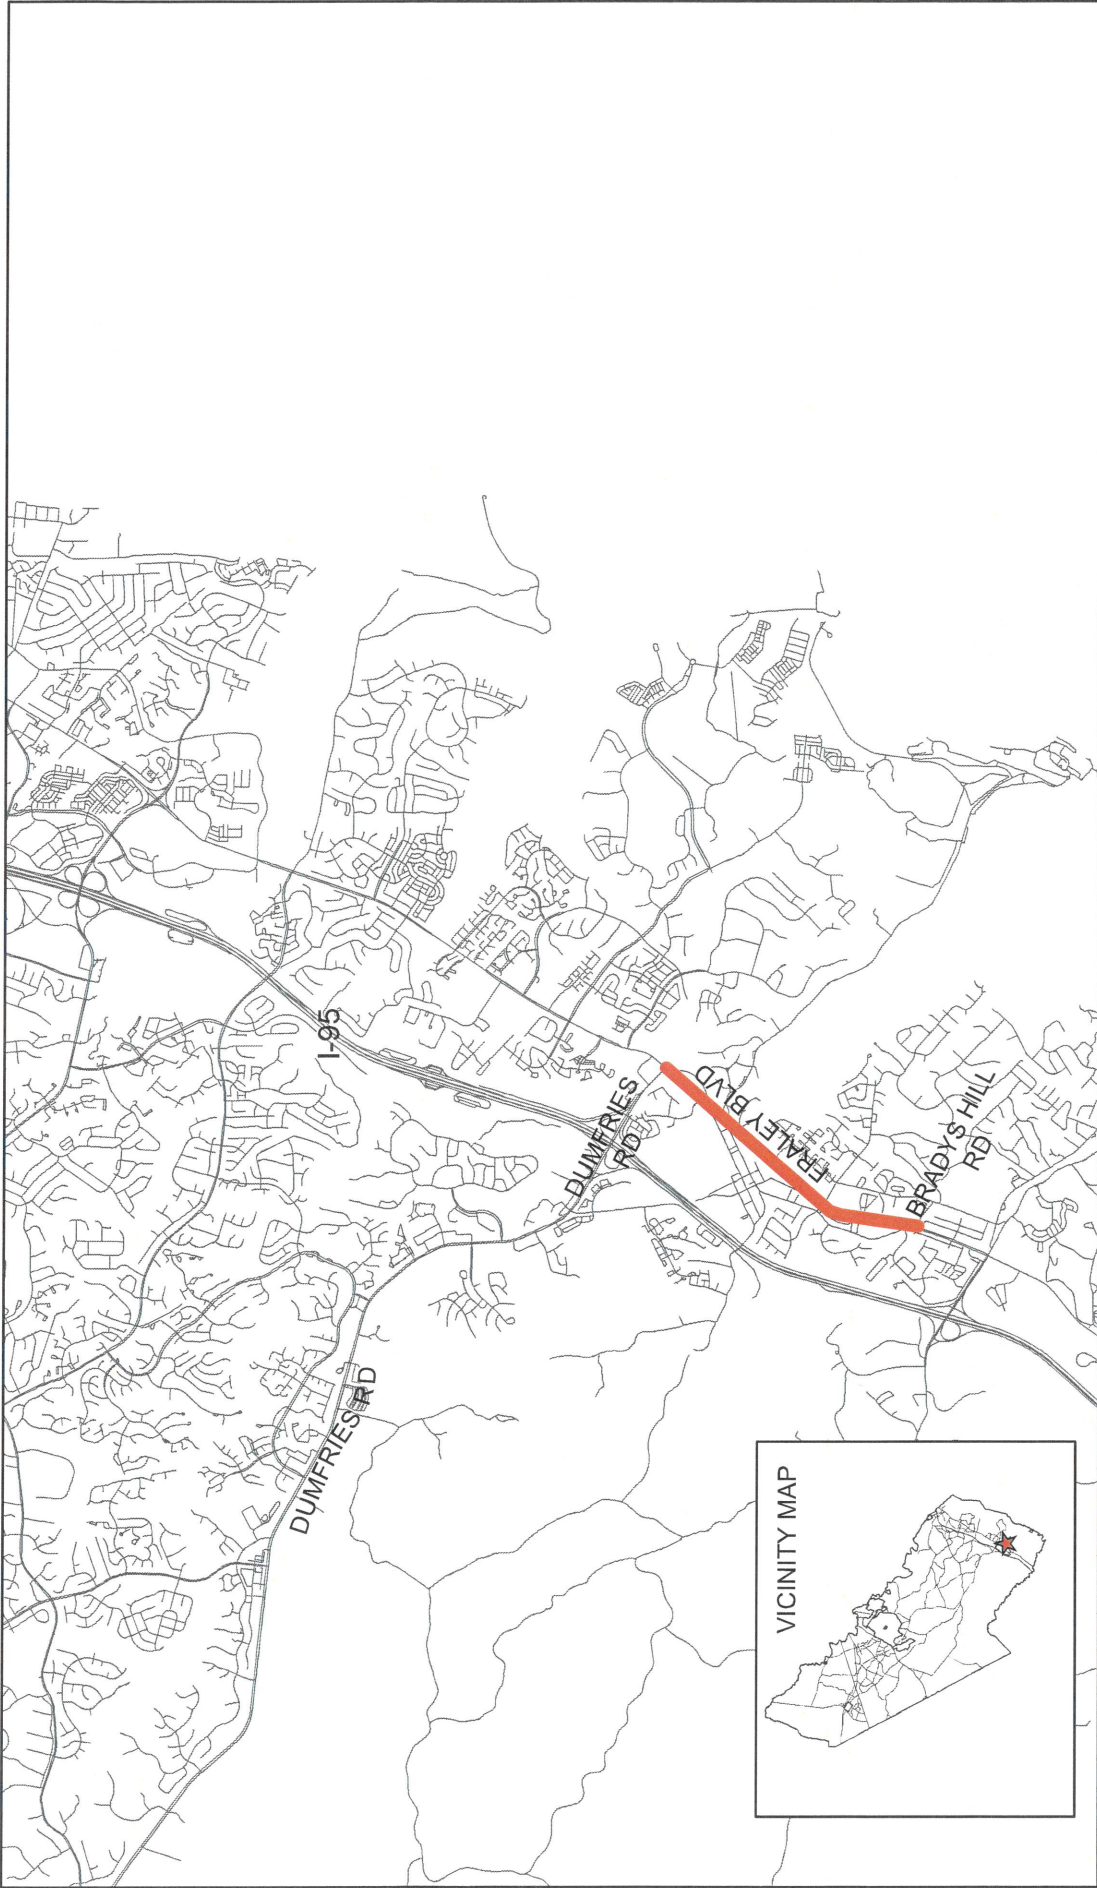 I-95
DUMFRIES RD
DUMFRIES
RD
FRALEY BLVD
BRADYS HILL
RD
VICINITY MAP